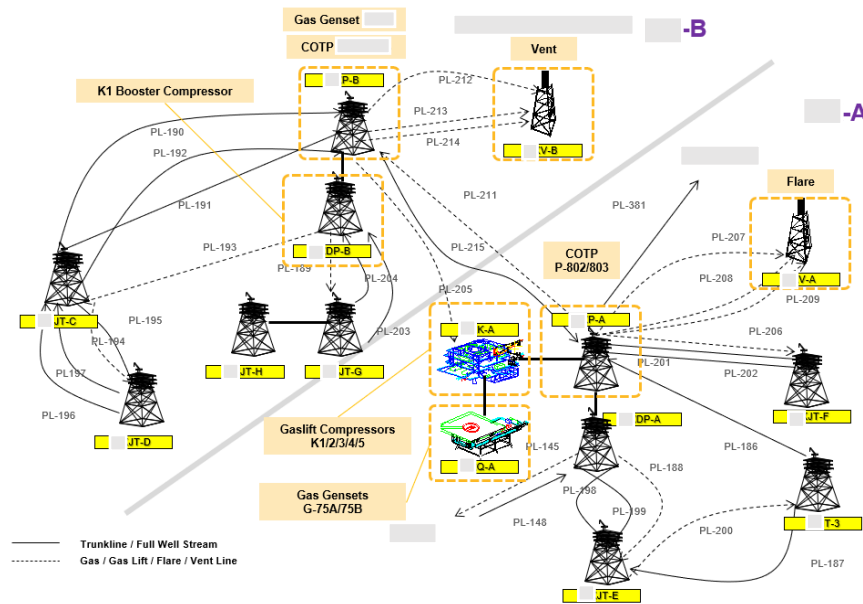 Gas Genset
-B
COTP
Vent
K1 Booster Compressor
P-B
PL-212
-A
PL-190
PL-213
PL-192
PL-214
V-B
Flare
PL-191
PL-211
PL-381
PL-207
PL-193
DP-B
PL-215
COTP
P-802/803
PL-208
PL-189
PL-204
PL-205
V-A
PL-209
JT-C
PL-195
PL-194
K-A
P-A
PL-206
PL-203
PL-201
PL-202
PL-197
JT-H
JT-G
PL-196
JT-F
JT-D
Gaslift Compressors
K1/2/3/4/5
DP-A
PL-145
PL-186
Q-A
PL-188
Gas Gensets
G-75A/75B
PL-198
PL-199
PL-148
PL-200
T-3
Trunkline / Full Well Stream
Gas / Gas Lift / Flare / Vent Line
PL-187
JT-E